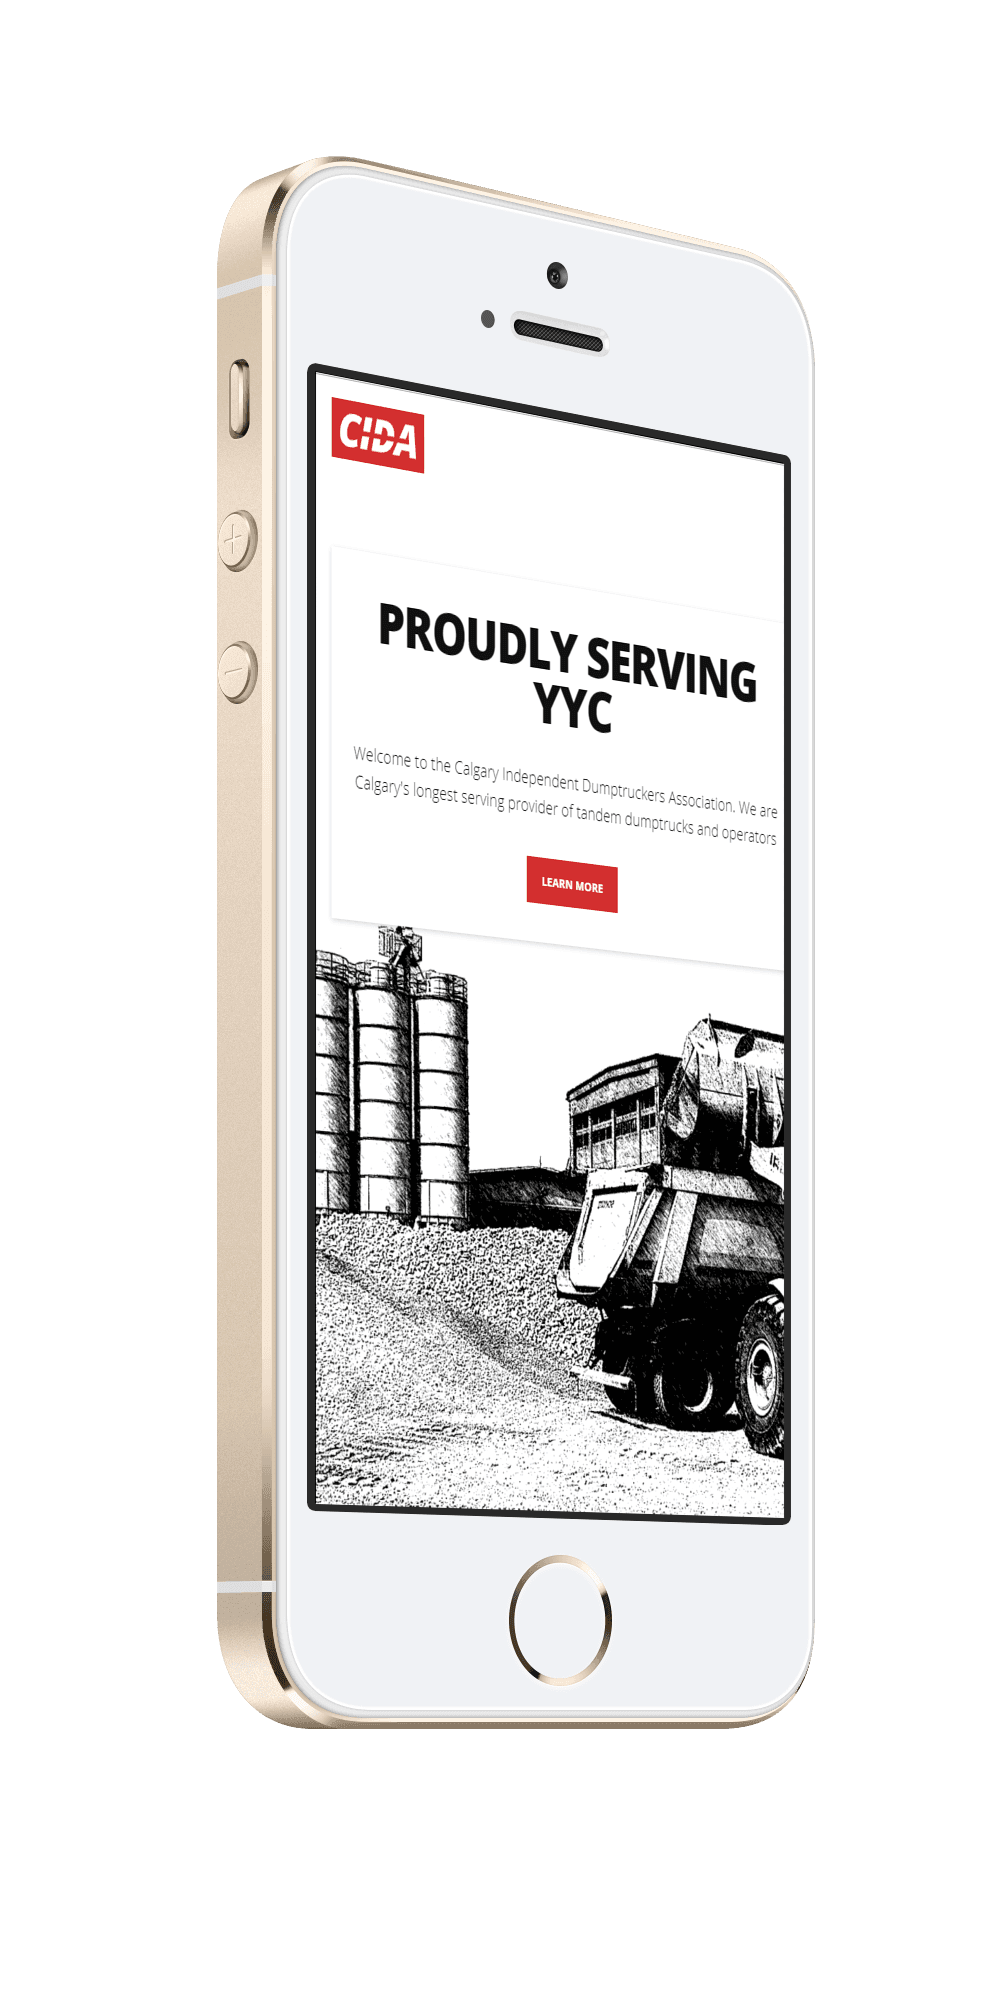 CIDA
PROUDLY SERVING
YYC
Welcome to the Calgary Independent Dumptruckers Association. We are
Calgary's longest serving provider of tandem dumptrucks and operators
LEARN MORE